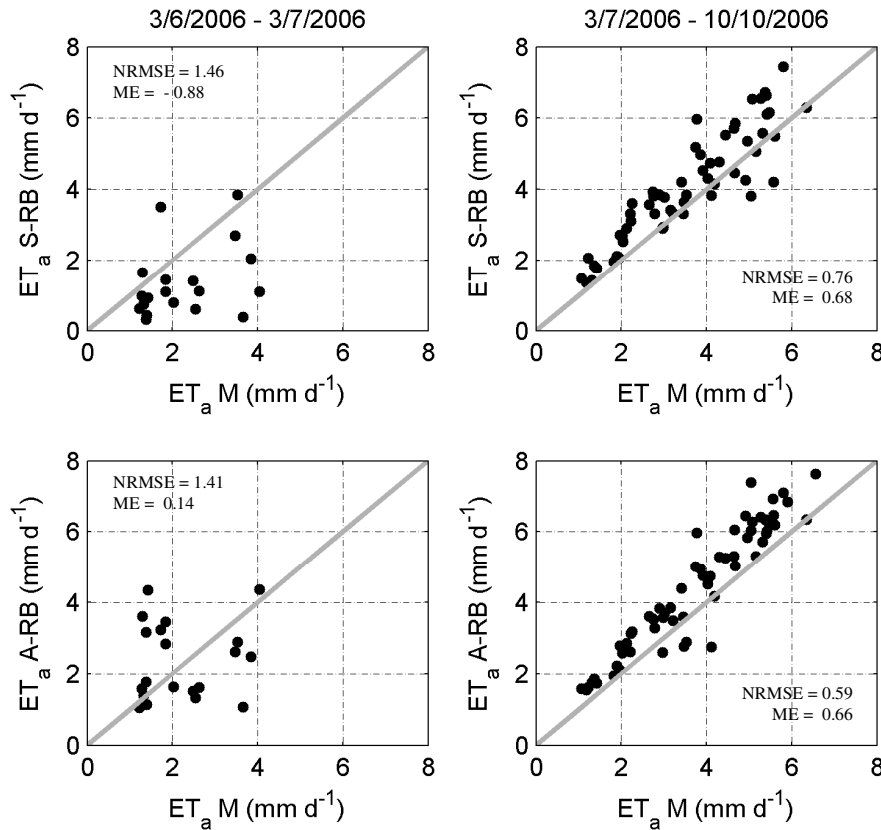 3/6/2006 - 3/7/2006
3/7/2006 - 10/10/2006
NRMSE = 1.46
ME = - 0.88
8
6
4
2
0
ETa S-RB (mm d-1)
0 2 4 6 8
ETa M (mm d-1)
NRMSE = 0.76
ME = 0.68
8
6
4
2
0
ETa S-RB (mm d-1)
0 2 4 6 8
ETa M (mm d-1)
NRMSE = 1.41
ME = 0.14
8
6
4
2
0
ETa A-RB (mm d-1)
0 2 4 6 8
ETa M (mm d-1)
NRMSE = 0.59
ME = 0.66
8
6
4
2
0
ETa A-RB (mm d-1)
0 2 4 6 8
ETa M (mm d-1)